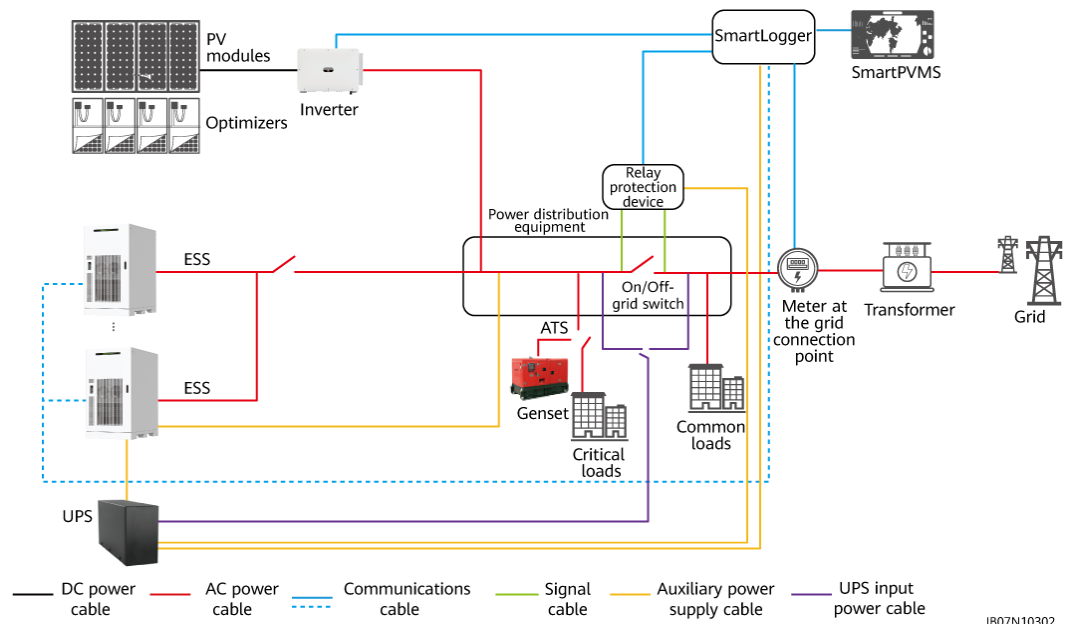 PV
modules
Optimizers
Inverter
SmartLogger
SmartPVMS
Relay
protection
device
Power distribution
equipment
ESS
On/Off-
grid switch
Meter at
the grid
connection
point
Transformer
Grid
ATS
ESS
Genset
Critical
loads
Common
loads
UPS
DC power
cable
AC power
cable
Communications
cable
Signal
cable
Auxiliary power
supply cable
UPS input
power cable
IB07N10302